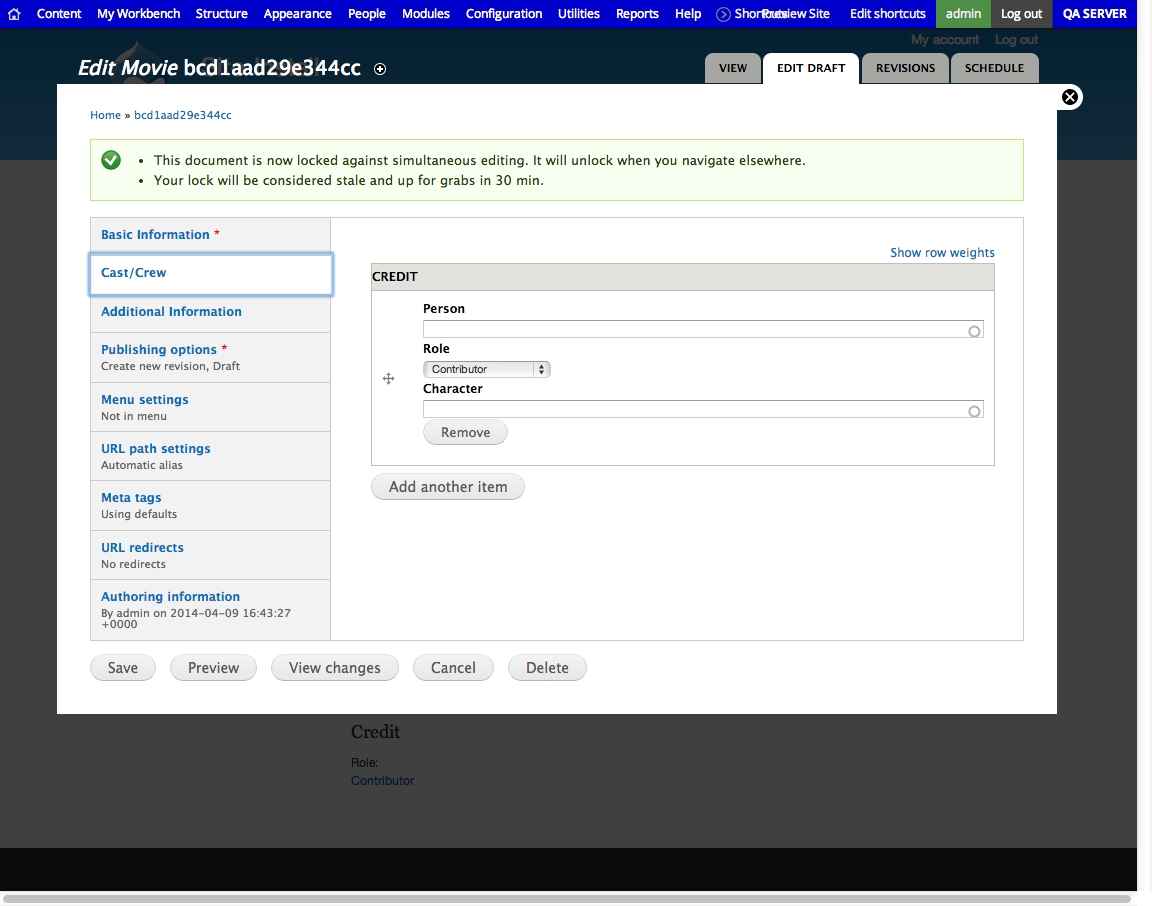 Content My Workbench Structure Appearance People Modules Media Configuration Utilities Reports Help Shortcuts Preview Site Edit shortcuts admin Log out QA SERVER
My account Log out
Edit Movie bcd1aad29e344cc
VIEW EDIT DRAFT REVISIONS SCHEDULE
Home » bcd1aad29e344cc
• This document is now locked against simultaneous editing. It will unlock when you navigate elsewhere.
• Your lock will be considered stale and up for grabs in 30 min.
Basic Information *
Cast/Crew
Additional Information
Publishing options *
Create new revision, Draft
Menu settings
Not in menu
URL path settings
Automatic alias
Meta tags
Using defaults
URL redirects
No redirects
Authoring information
By admin on 2014-04-09 16:43:27
+0000
Show row weights
CREDIT
Person
Role
Contributor
Character
Remove
Add another item
Save Preview View changes Cancel Delete
Credit
Role:
Contributor